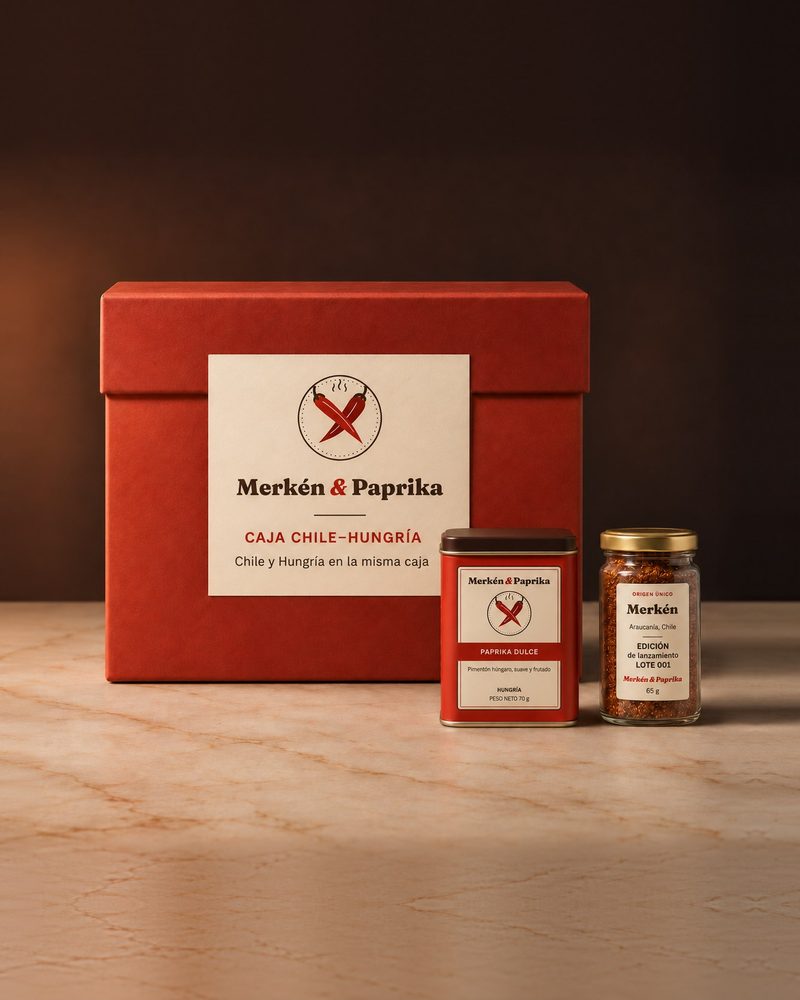 Merkén & Paprika
CAJA CHILE–HUNGRÍA
Chile y Hungría en la misma caja
Merkén & Paprika
PAPRIKA DULCE
Pimentón húngaro, suave y frutado
HUNGRÍA
PESO NETO 70 g
ORIGEN ÚNICO
Merkén
Araucanía, Chile
EDICIÓN
de lanzamiento
LOTE 001
Merkén & Paprika
65 g